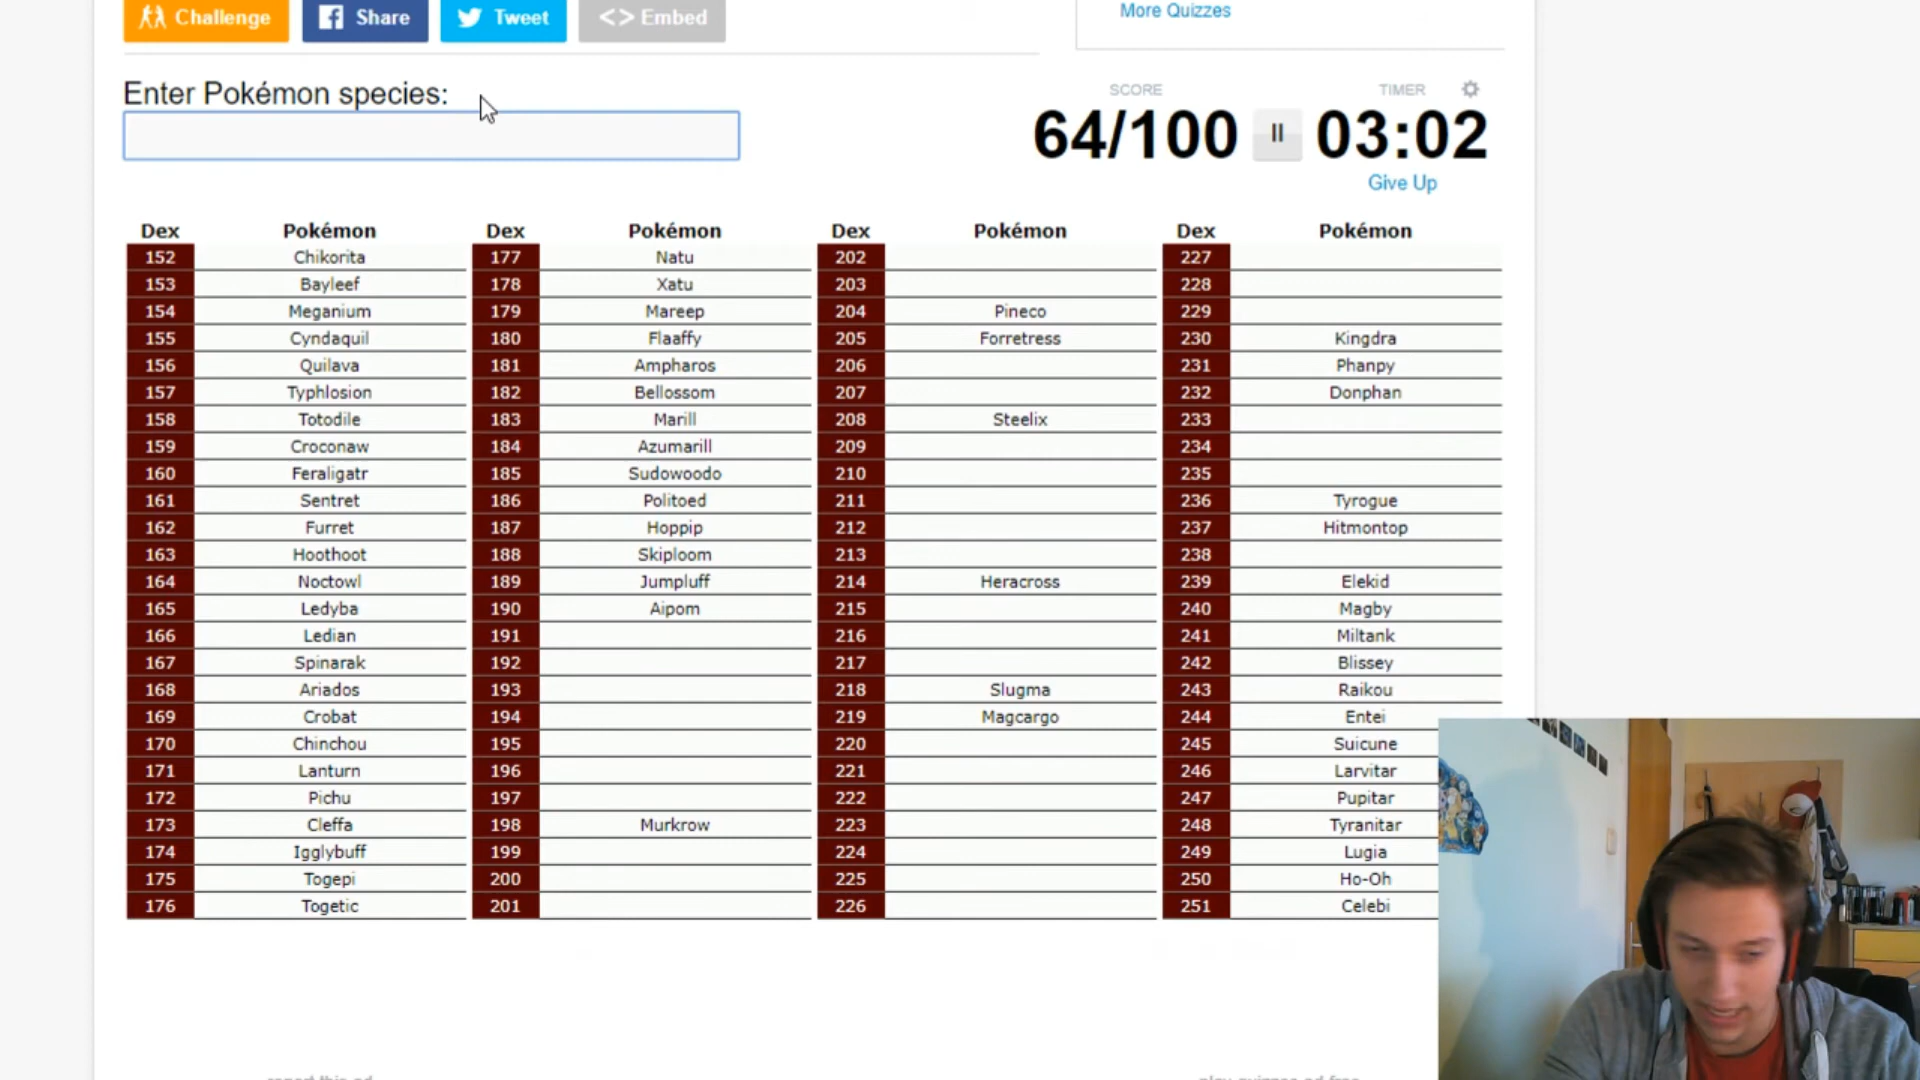 Challenge Share Tweet <> Embed
More Quizzes
Enter Pokémon species:
SCORE TIMER
64/100 03:02
Give Up
Dex Pokémon Dex Pokémon Dex Pokémon Dex Pokémon
152 Chikorita 177 Natu 202 227
153 Bayleef 178 Xatu 203 228
154 Meganium 179 Mareep 204 Pineco 229
155 Cyndaquil 180 Flaaffy 205 Forretress 230 Kingdra
156 Quilava 181 Ampharos 206 231 Phanpy
157 Typhlosion 182 Bellossom 207 232 Donphan
158 Totodile 183 Marill 208 Steelix 233
159 Croconaw 184 Azumarill 209 234
160 Feraligatr 185 Sudowoodo 210 235
161 Sentret 186 Politoed 211 236 Tyrogue
162 Furret 187 Hoppip 212 237 Hitmontop
163 Hoothoot 188 Skiploom 213 238
164 Noctowl 189 Jumpluff 214 Heracross 239 Elekid
165 Ledyba 190 Aipom 215 240 Magby
166 Ledian 191 216 241 Miltank
167 Spinarak 192 217 242 Blissey
168 Ariados 193 218 Slugma 243 Raikou
169 Crobat 194 219 Magcargo 244 Entei
170 Chinchou 195 220 245 Suicune
171 Lanturn 196 221 246 Larvitar
172 Pichu 197 222 247 Pupitar
173 Cleffa 198 Murkrow 223 248 Tyranitar
174 Igglybuff 199 224 249 Lugia
175 Togepi 200 225 250 Ho-Oh
176 Togetic 201 226 251 Celebi